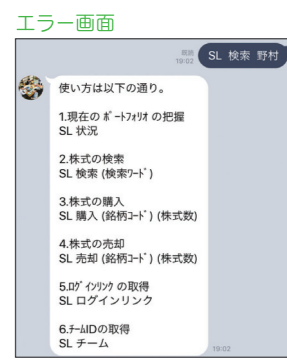 エラー画面
既読
19:02
SL 検索 野村
使い方は以下の通り。
1.現在の ﾎﾟｰﾄﾌｫﾘｵ の把握
SL 状況
2.株式の検索
SL 検索 (検索ﾜｰﾄﾞ)
3.株式の購入
SL 購入 (銘柄ｺｰﾄﾞ) (株式数)
4.株式の売却
SL 売却 (銘柄ｺｰﾄﾞ) (株式数)
5.ﾛｸﾞｲﾝﾘﾝｸ の取得
SL ログインリンク
6.ﾁｰﾑIDの取得
SL チーム
19:02